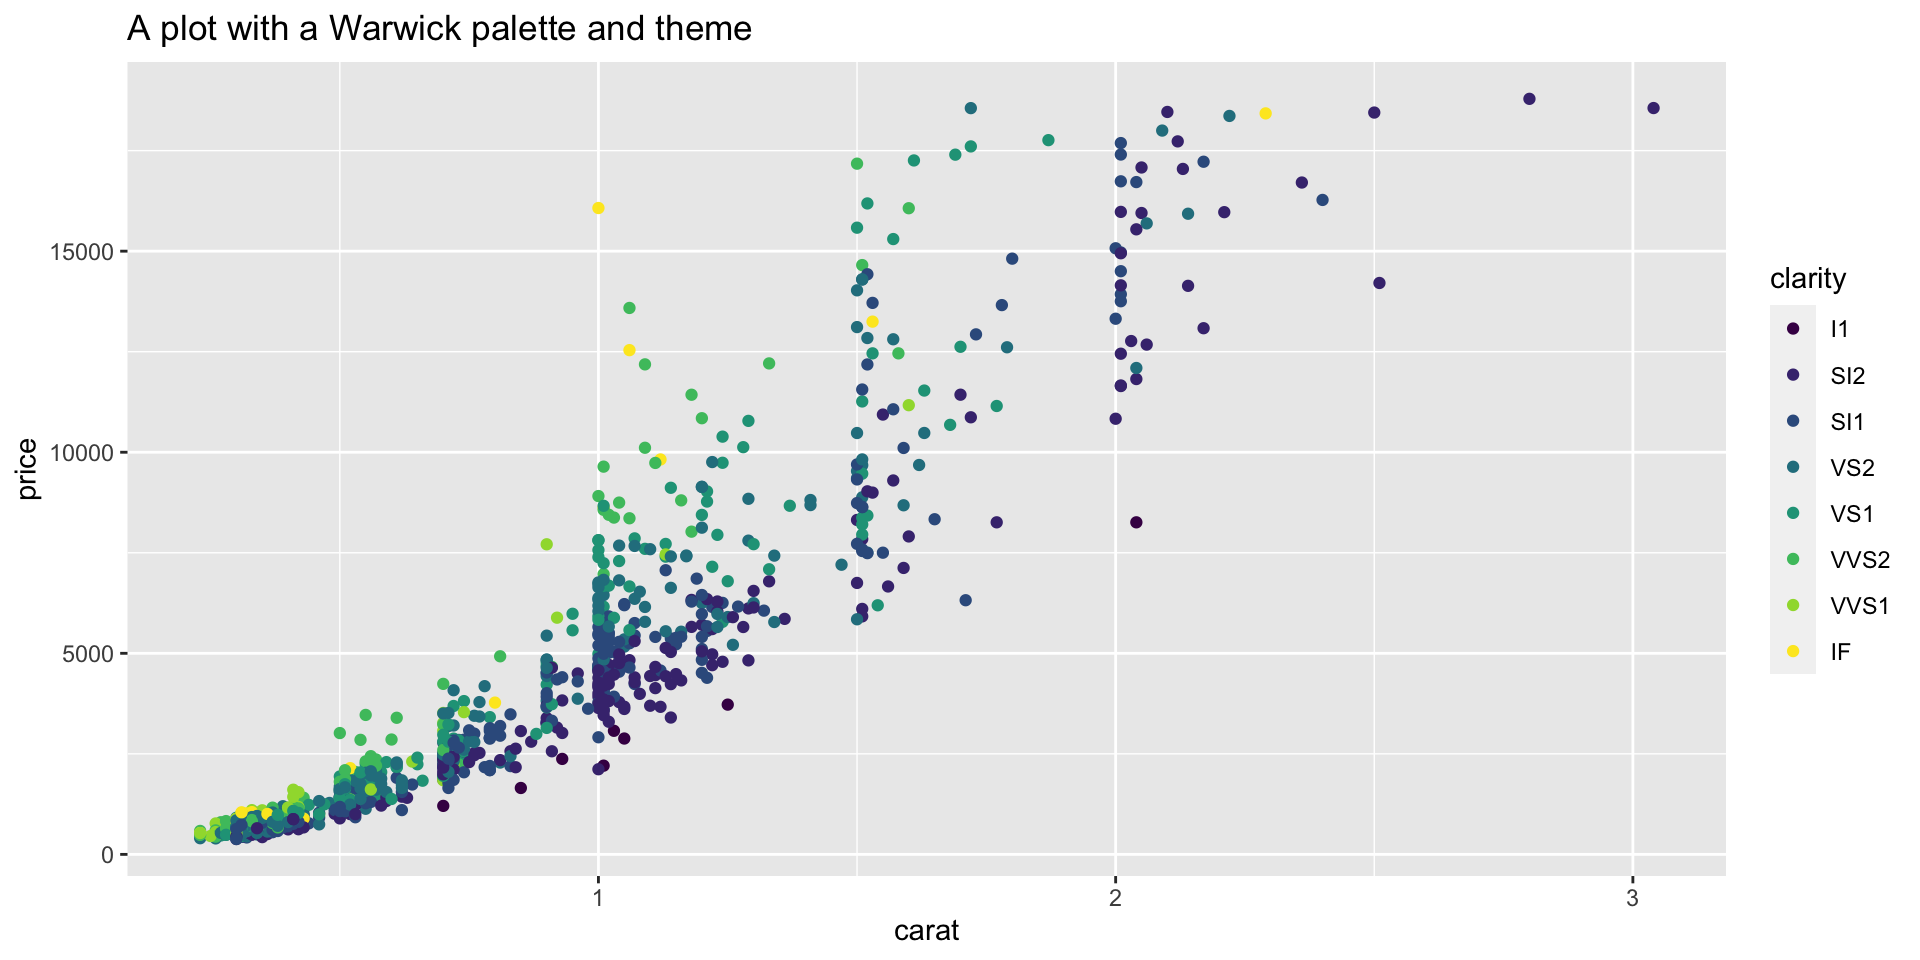 A plot with a Warwick palette and theme
15000
10000
5000
0
price
1
2
3
carat
clarity
I1
SI2
SI1
VS2
VS1
VVS2
VVS1
IF